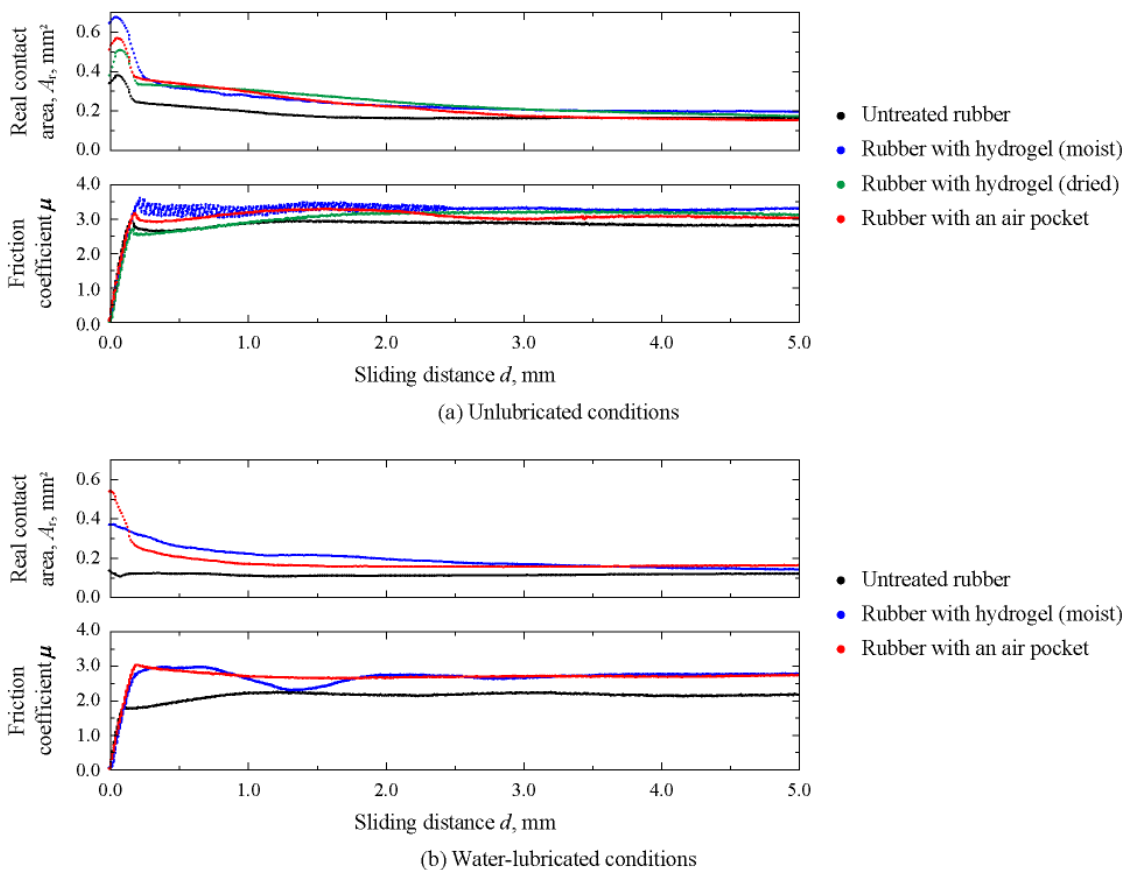 Real contact
area, Aᵣ, mm²
0.6
0.4
0.2
0.0
Friction
coefficient μ
4.0
3.0
2.0
1.0
0.0
0.0 1.0 2.0 3.0 4.0 5.0
Sliding distance d, mm
Untreated rubber
Rubber with hydrogel (moist)
Rubber with hydrogel (dried)
Rubber with an air pocket
(a) Unlubricated conditions
Real contact
area, Aᵣ, mm²
0.6
0.4
0.2
0.0
Friction
coefficient μ
4.0
3.0
2.0
1.0
0.0
0.0 1.0 2.0 3.0 4.0 5.0
Sliding distance d, mm
Untreated rubber
Rubber with hydrogel (moist)
Rubber with an air pocket
(b) Water-lubricated conditions